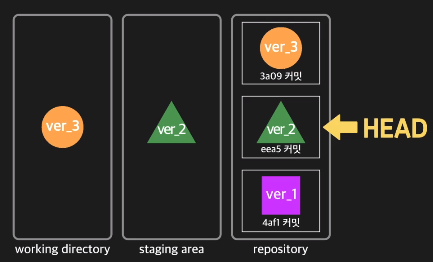 ver_3
3a09 커밋
ver_3
ver_2
ver_2
eea5 커밋
HEAD
ver_1
4af1 커밋
working directory
staging area
repository